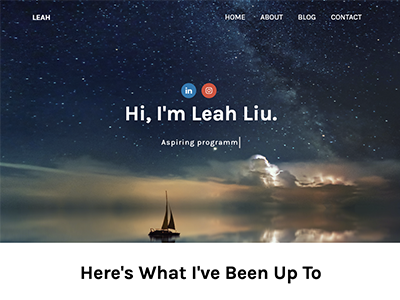 LEAH
HOME ABOUT BLOG CONTACT
in
Hi, I'm Leah Liu.
Aspiring programm
Here's What I've Been Up To